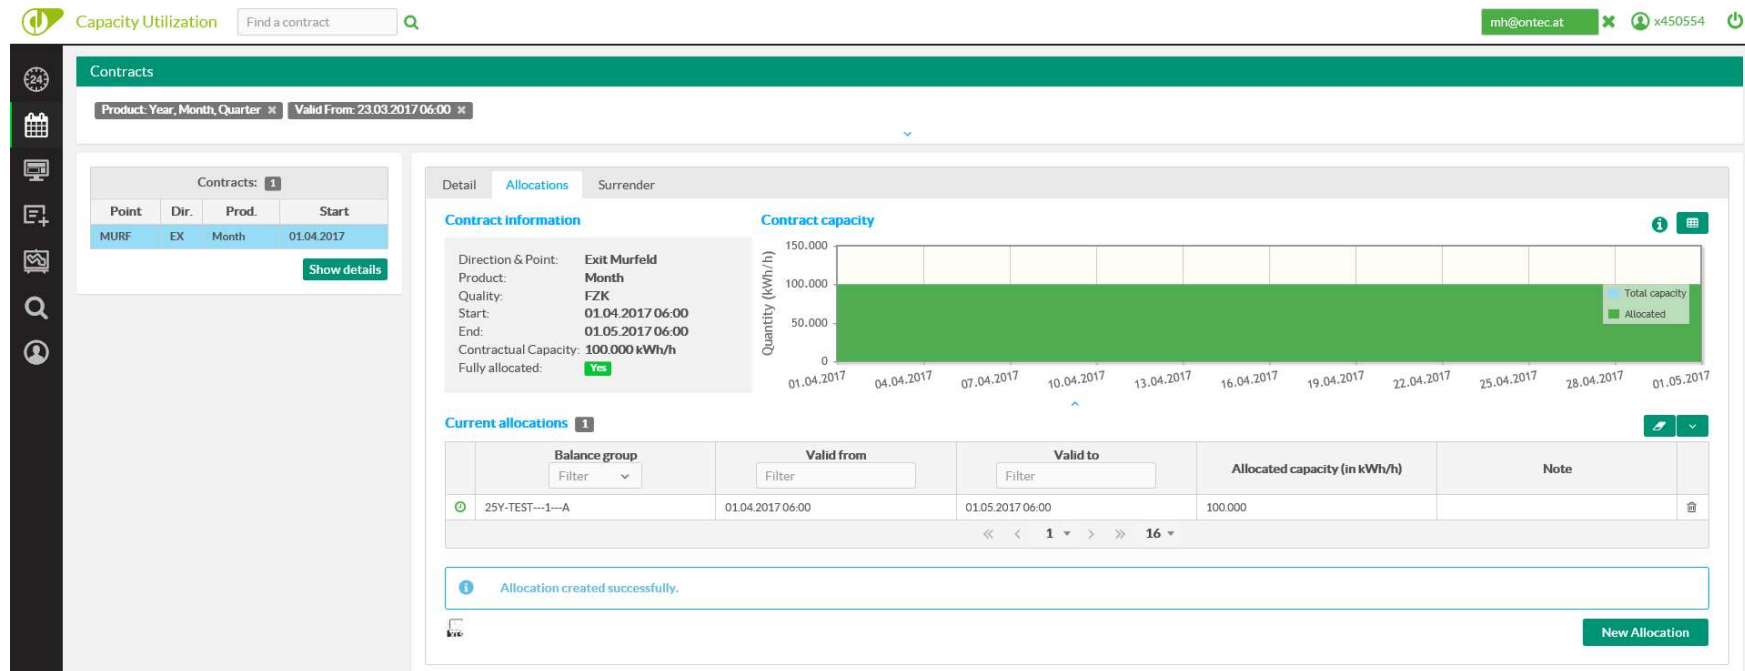 Capacity Utilization Find a contract mh@ontec.at x450554
24
Contracts
Product: Year, Month, Quarter × Valid From: 23.03.2017 06:00 ×
Contracts: 1
Point Dir. Prod. Start
MURF EX Month 01.04.2017
Show details
Detail Allocations Surrender
Contract information
Direction & Point: Exit Murfeld
Product: Month
Quality: FZK
Start: 01.04.2017 06:00
End: 01.05.2017 06:00
Contractual Capacity: 100.000 kWh/h
Fully allocated: Yes
Contract capacity
Quantity (kWh/h)
150.000
100.000
50.000
0
Total capacity
Allocated
01.04.2017 04.04.2017 07.04.2017 10.04.2017 13.04.2017 16.04.2017 19.04.2017 22.04.2017 25.04.2017 28.04.2017 01.05.2017
Current allocations 1
Balance group Valid from Valid to Allocated capacity (in kWh/h) Note
Filter Filter Filter
25Y-TEST---1---A 01.04.2017 06:00 01.05.2017 06:00 100.000
« < 1 > » 16
Allocation created successfully.
XLS
New Allocation